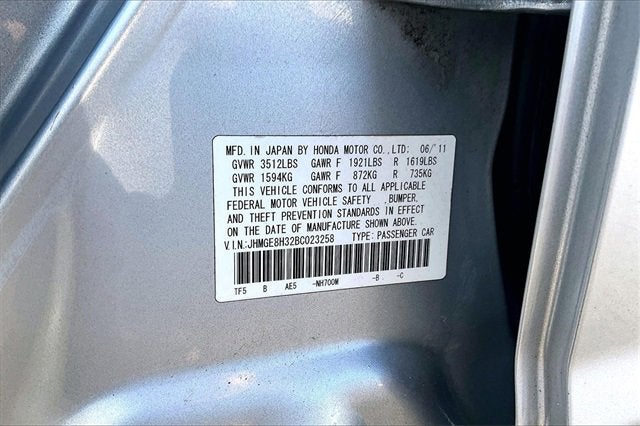 MFD. IN JAPAN BY HONDA MOTOR CO.,LTD. 06/'11
GVWR 3512LBS GAWR F 1921LBS R 1619LBS
GVWR 1594KG GAWR F 872KG R 735KG
THIS VEHICLE CONFORMS TO ALL APPLICABLE
FEDERAL MOTOR VEHICLE SAFETY ,BUMPER,
AND THEFT PREVENTION STANDARDS IN EFFECT
ON THE DATE OF MANUFACTURE SHOWN ABOVE.
V.I.N.:JHMGE8H32BC023258 TYPE: PASSENGER CAR
TF5 B AE5 -NH700M -B -C